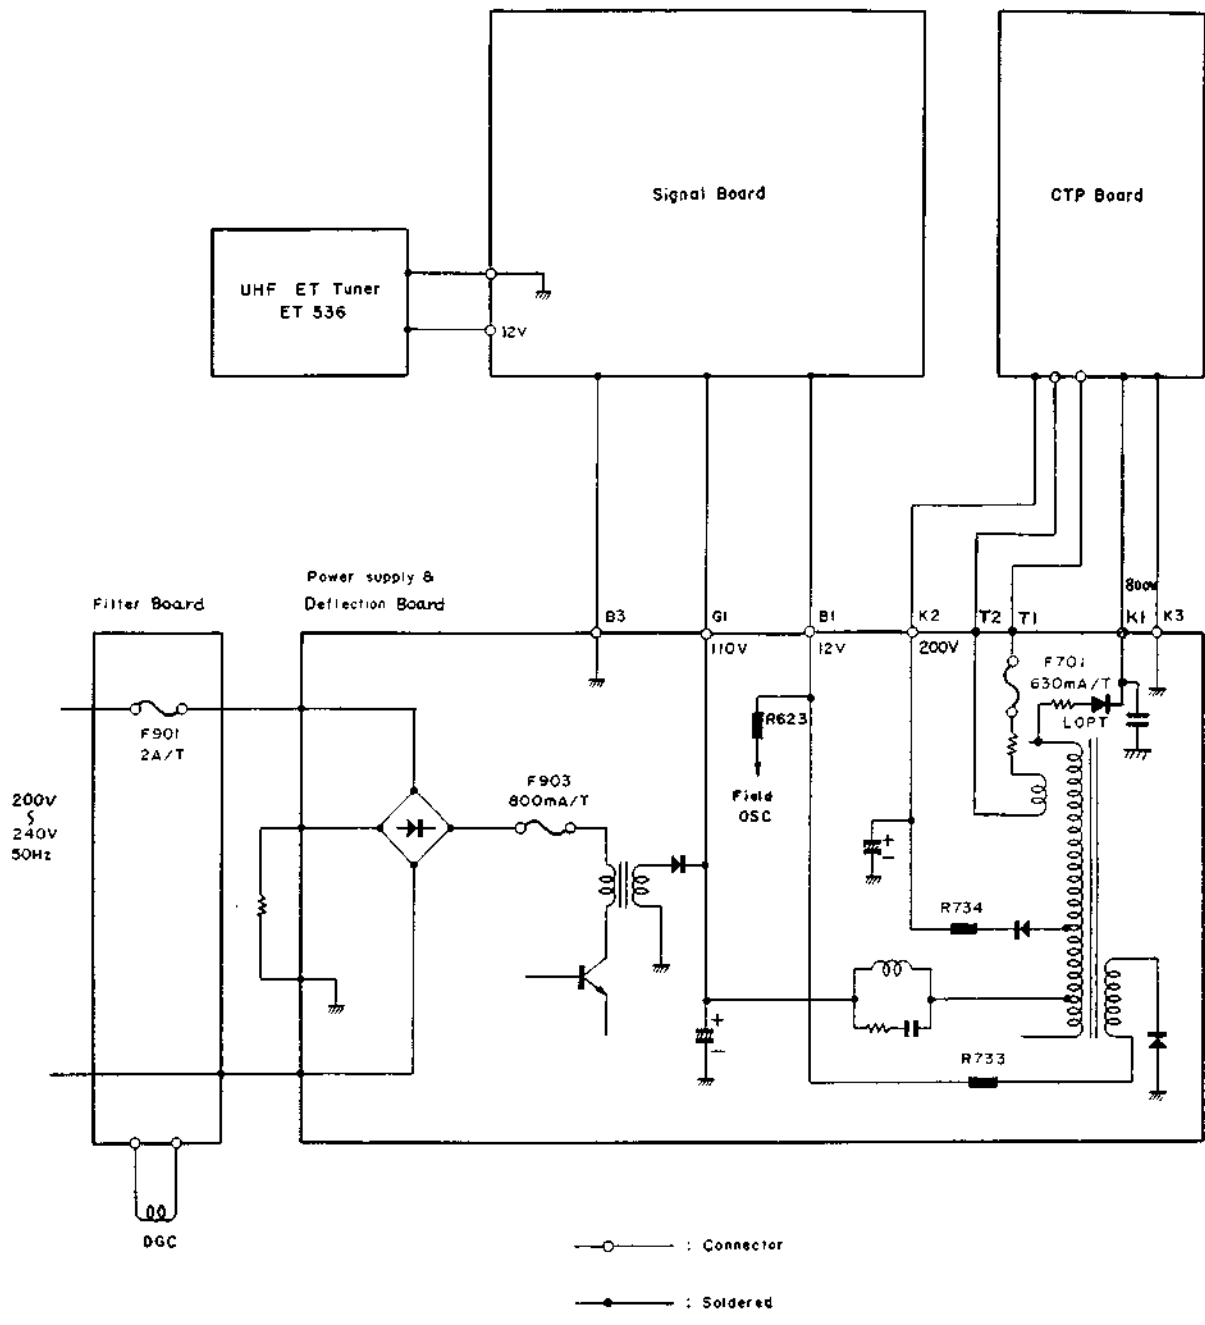 Signal Board
CTP Board
UHF ET Tuner
ET 536
12V
Power supply &
Deflection Board
Filter Board
B3
G1
B1
K2
T2
T1
800V
K1
K3
110V
12V
200V
F701
630mA/T
LOPT
F901
2A/T
R623
F903
800mA/T
Field
OSC
200V
240V
50Hz
+
−
R734
+
−
R733
DGC
: Connector
: Soldered